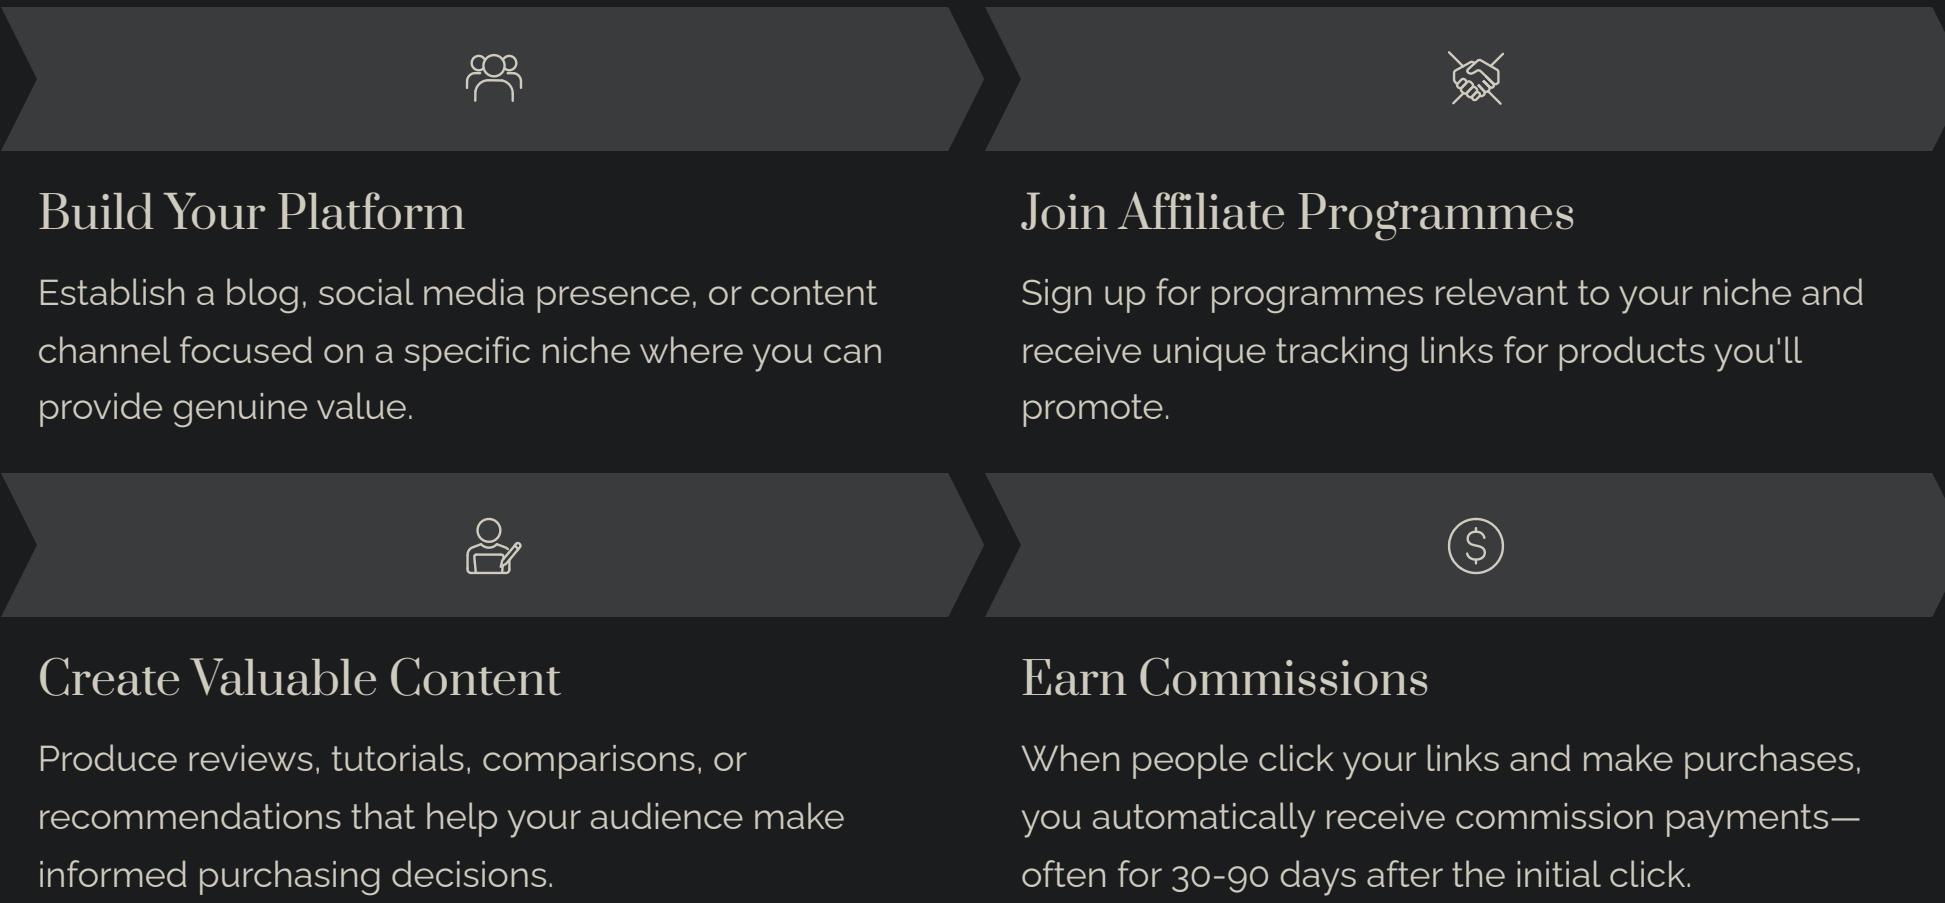 Build Your Platform
Establish a blog, social media presence, or content
channel focused on a specific niche where you can
provide genuine value.
Join Affiliate Programmes
Sign up for programmes relevant to your niche and
receive unique tracking links for products you'll
promote.
Create Valuable Content
Produce reviews, tutorials, comparisons, or
recommendations that help your audience make
informed purchasing decisions.
Earn Commissions
When people click your links and make purchases,
you automatically receive commission payments—
often for 30-90 days after the initial click.